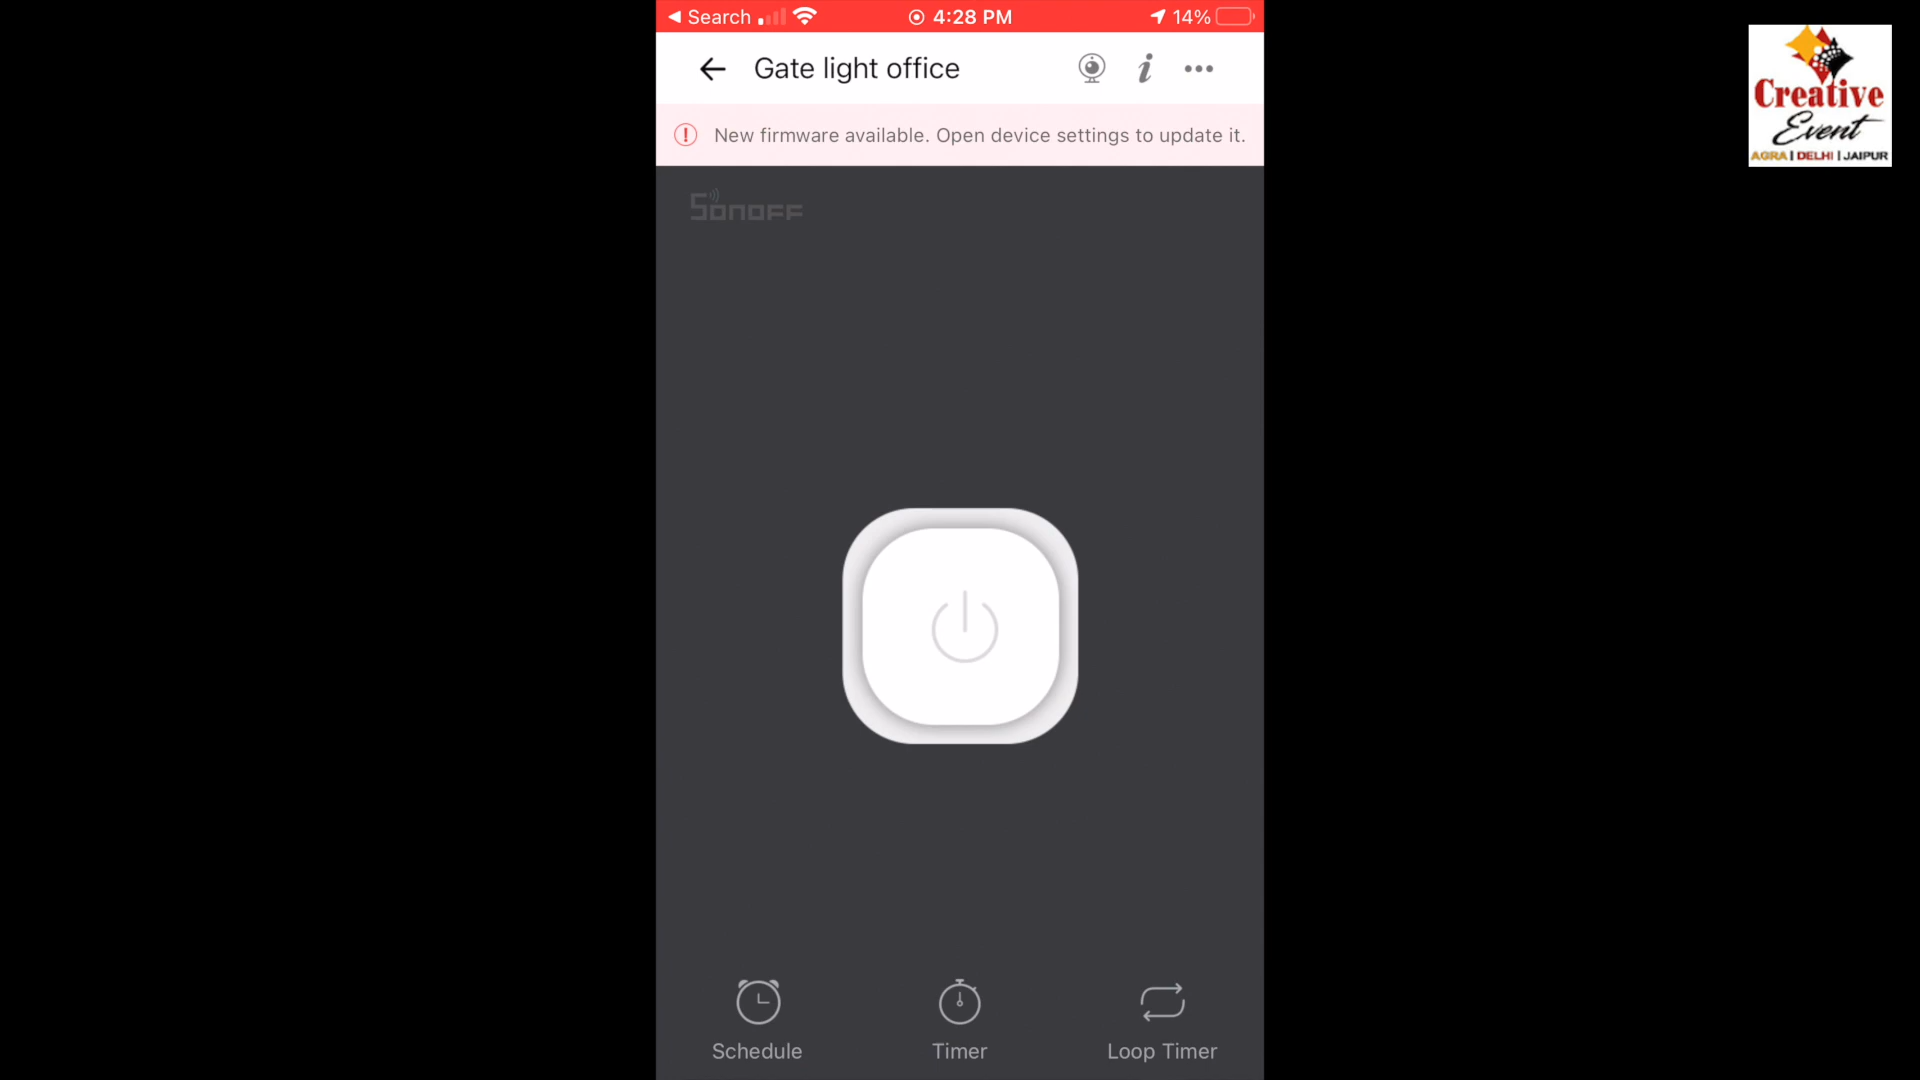 Search
4:28 PM
14%
Gate light office
New firmware available. Open device settings to update it.
SONOFF
Schedule
Timer
Loop Timer
Creative
Event
AGRA | DELHI | JAIPUR